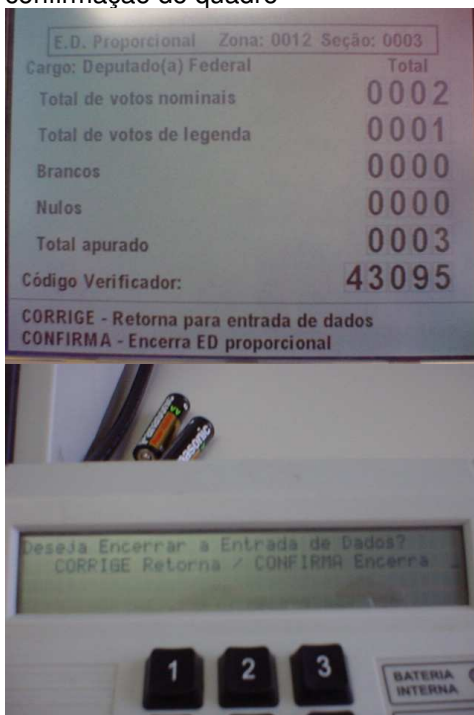 confirmação do quadro
E.D. Proporcional Zona: 0012 Seção: 0003
Cargo: Deputado(a) Federal Total
Total de votos nominais 0002
Total de votos de legenda 0001
Brancos 0000
Nulos 0000
Total apurado 0003
Código Verificador: 43095
CORRIGE - Retorna para entrada de dados
CONFIRMA - Encerra ED proporcional
Panasonic
Deseja Encerrar a Entrada de Dados?
CORRIGE Retorna / CONFIRMA Encerra
1 2 3
BATERIA
INTERNA